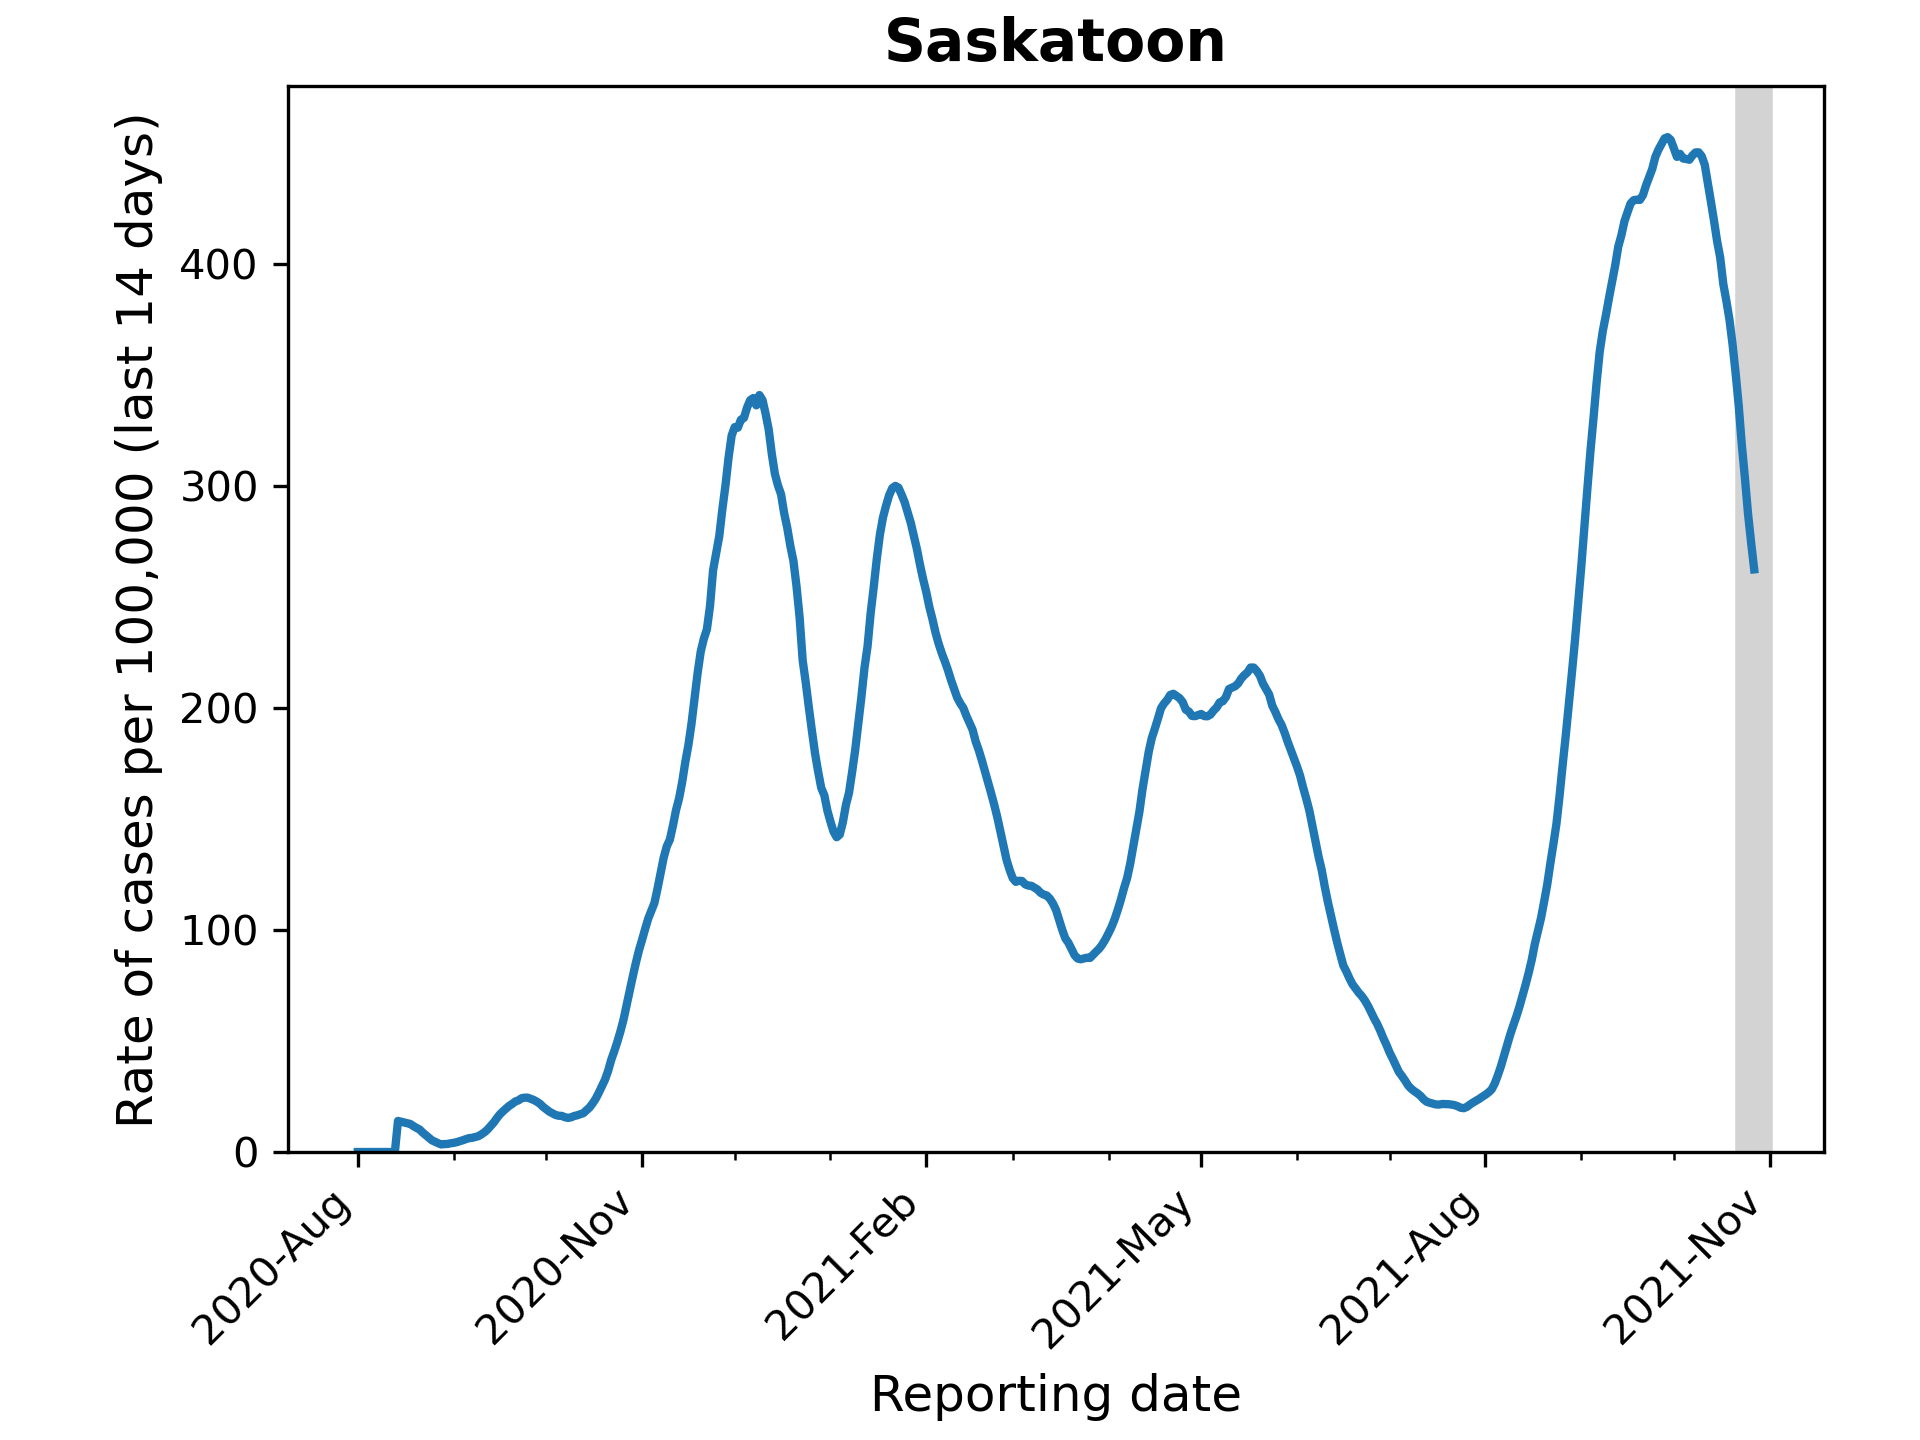 Saskatoon
Rate of cases per 100,000 (last 14 days)
400
300
200
100
0
2020-Aug
2020-Nov
2021-Feb
2021-May
2021-Aug
2021-Nov
Reporting date